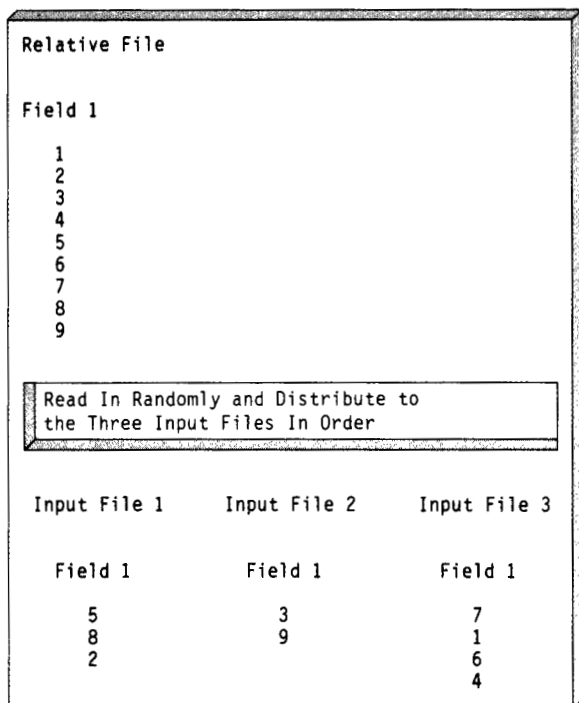 Relative File
Field 1
1
2
3
4
5
6
7
8
9
Read In Randomly and Distribute to
the Three Input Files In Order
Input File 1 Input File 2 Input File 3
Field 1 Field 1 Field 1
5 3 7
8 9 1
2 6
4